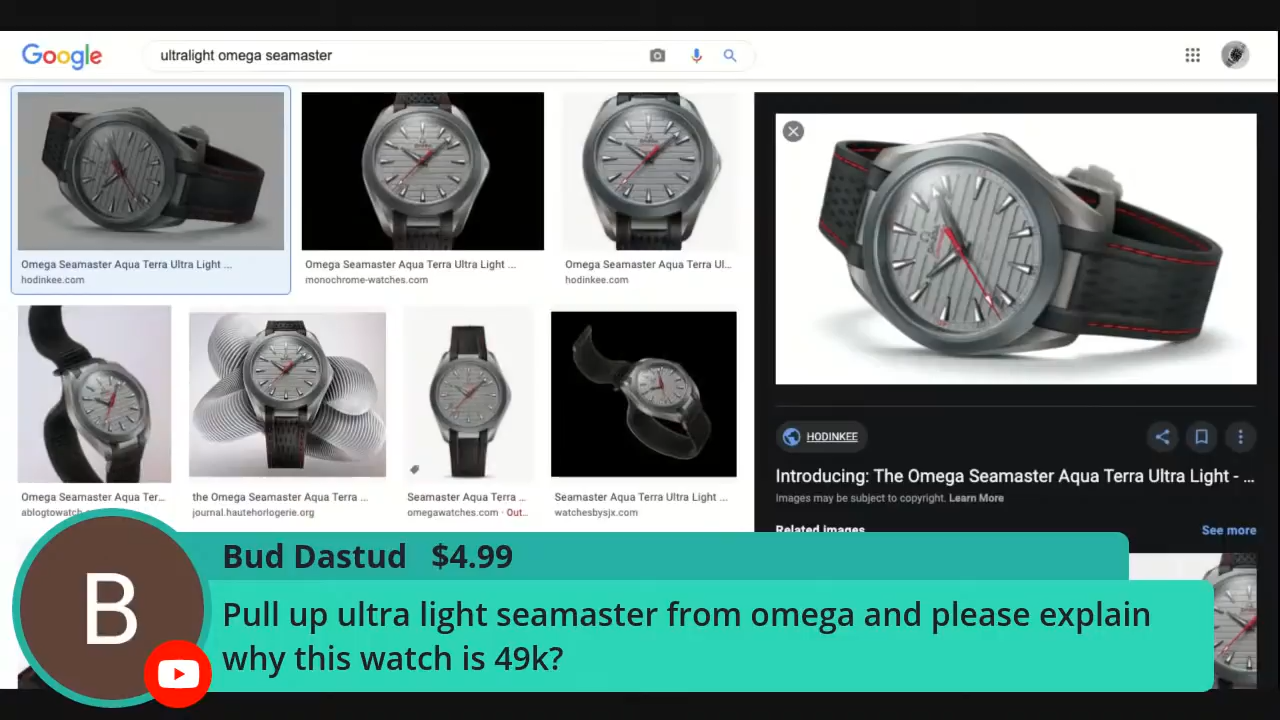 Google
ultralight omega seamaster
Omega Seamaster Aqua Terra Ultra Light ...
hodinkee.com
Omega Seamaster Aqua Terra Ultra Light ...
monochrome-watches.com
Omega Seamaster Aqua Terra Ul...
hodinkee.com
HODINKEE
Introducing: The Omega Seamaster Aqua Terra Ultra Light - ...
Images may be subject to copyright. Learn More
Omega Seamaster Aqua Ter...
the Omega Seamaster Aqua Terra ...
journal.hautehorlogerie.org
Seamaster Aqua Terra ...
omegawatches.com · Out...
Seamaster Aqua Terra Ultra Light ...
watchesbysjx.com
Related images
See more
B
Bud Dastud $4.99
Pull up ultra light seamaster from omega and please explain
why this watch is 49k?